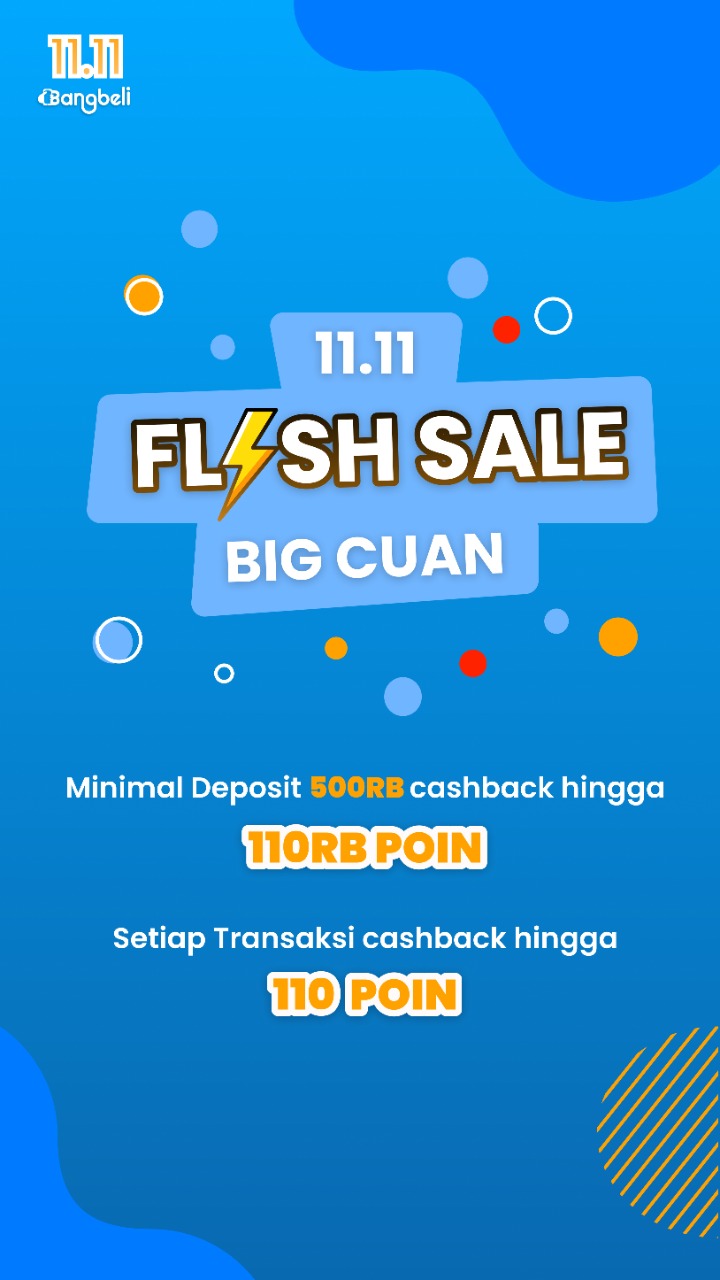 11.11
Bangbeli
11.11
FLASH SALE
BIG CUAN
Minimal Deposit 500RB cashback hingga
110RB POIN
Setiap Transaksi cashback hingga
110 POIN